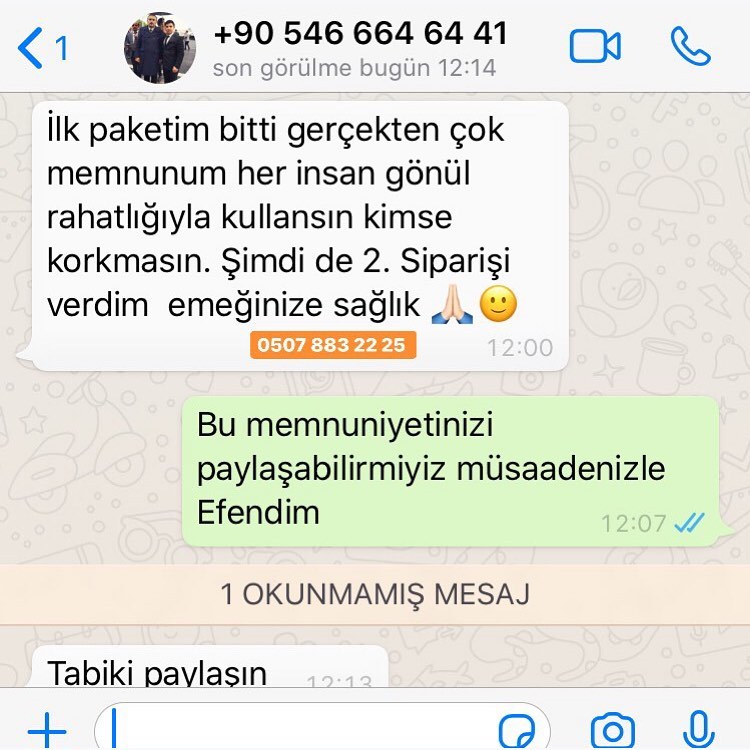 1
+90 546 664 64 41
son görülme bugün 12:14
İlk paketim bitti gerçekten çok
memnunum her insan gönül
rahatlığıyla kullansın kimse
korkmasın. Şimdi de 2. Siparişi
verdim emeğinize sağlık 🙏🏻🙂
0507 883 22 25
12:00
Bu memnuniyetinizi
paylaşabilirmiyiz müsaadenizle
Efendim
12:07
1 OKUNMAMIŞ MESAJ
Tabiki paylaşın
12:13